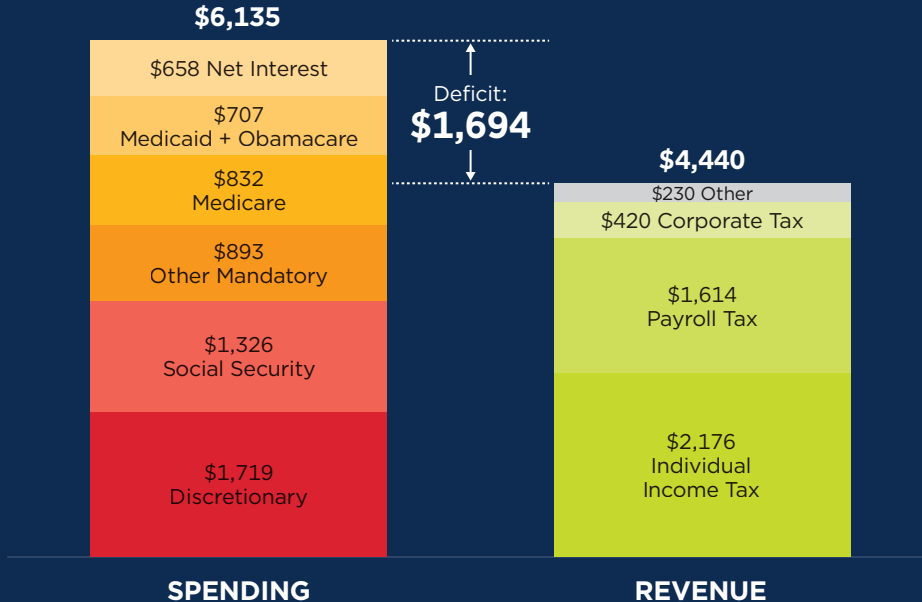 $6,135
$658 Net Interest
$707
Medicaid + Obamacare
$832
Medicare
$893
Other Mandatory
$1,326
Social Security
$1,719
Discretionary
SPENDING
Deficit:
$1,694
$4,440
$230 Other
$420 Corporate Tax
$1,614
Payroll Tax
$2,176
Individual
Income Tax
REVENUE